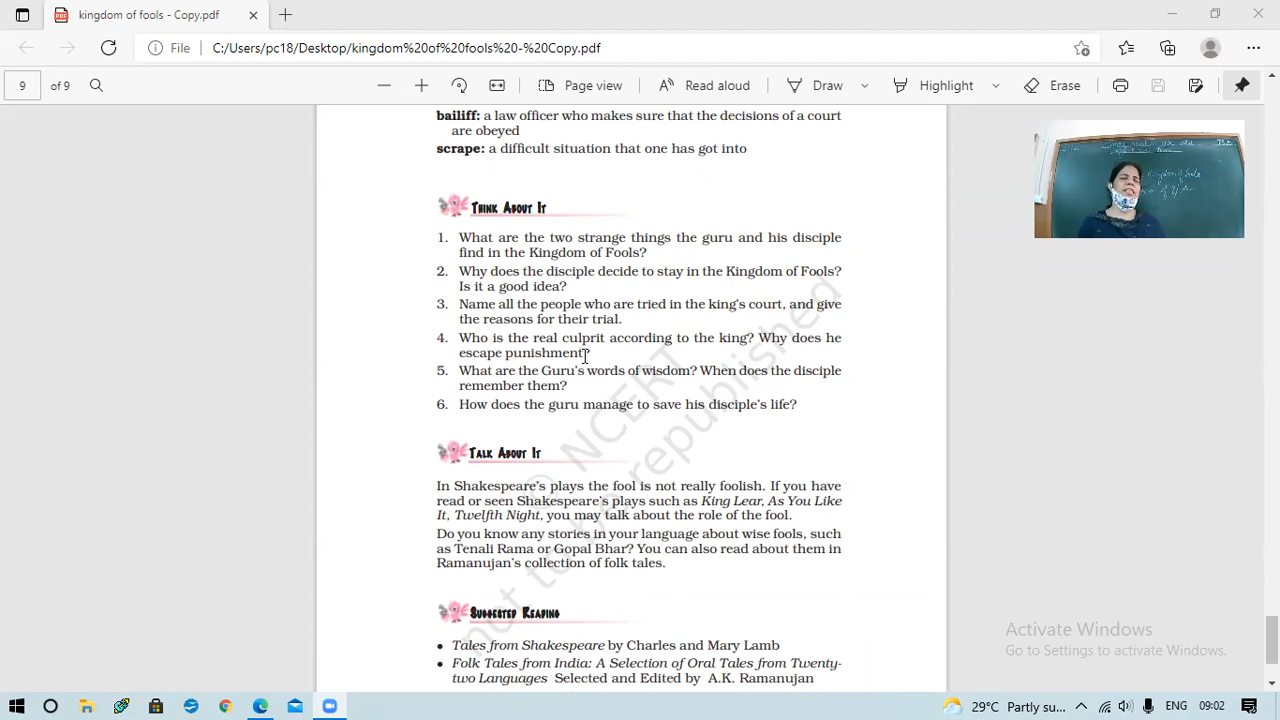 kingdom of fools - Copy.pdf
File C:/Users/pc18/Desktop/kingdom%20of%20fools%20-%20Copy.pdf
9 of 9 Page view Read aloud Draw Highlight Erase
bailiff: a law officer who makes sure that the decisions of a court
are obeyed
scrape: a difficult situation that one has got into
THINK ABOUT IT
1. What are the two strange things the guru and his disciple
find in the Kingdom of Fools?
2. Why does the disciple decide to stay in the Kingdom of Fools?
Is it a good idea?
3. Name all the people who are tried in the king's court, and give
the reasons for their trial.
4. Who is the real culprit according to the king? Why does he
escape punishment?
5. What are the Guru's words of wisdom? When does the disciple
remember them?
6. How does the guru manage to save his disciple's life?
TALK ABOUT IT
In Shakespeare's plays the fool is not really foolish. If you have
read or seen Shakespeare's plays such as King Lear, As You Like
It, Twelfth Night, you may talk about the role of the fool.
Do you know any stories in your language about wise fools, such
as Tenali Rama or Gopal Bhar? You can also read about them in
Ramanujan's collection of folk tales.
SUGGESTED READING
• Tales from Shakespeare by Charles and Mary Lamb
• Folk Tales from India: A Selection of Oral Tales from Twenty-
two Languages Selected and Edited by A.K. Ramanujan
© NCERT
not to be republished
Activate Windows
Go to Settings to activate Windows.
29°C Partly su... ENG 09:02